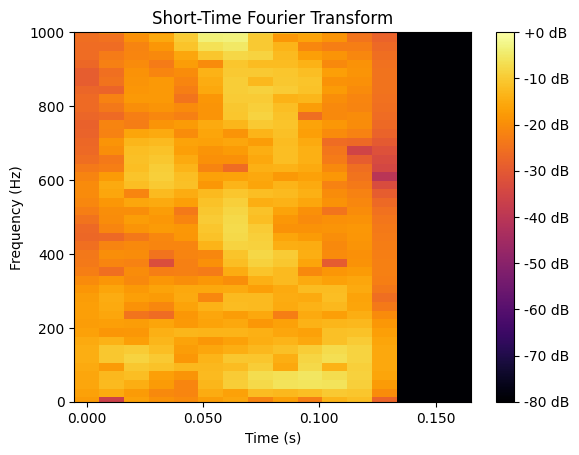 Short-Time Fourier Transform
1000
800
600
400
200
0
Frequency (Hz)
0.000
0.050
0.100
0.150
Time (s)
+0 dB
-10 dB
-20 dB
-30 dB
-40 dB
-50 dB
-60 dB
-70 dB
-80 dB